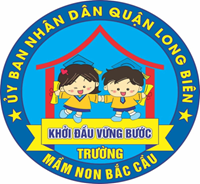 ỦY BAN NHÂN DÂN QUẬN LONG BIÊN
KHỞI ĐẦU VỮNG BƯỚC
TRƯỜNG
MẦM NON BẮC CẦU